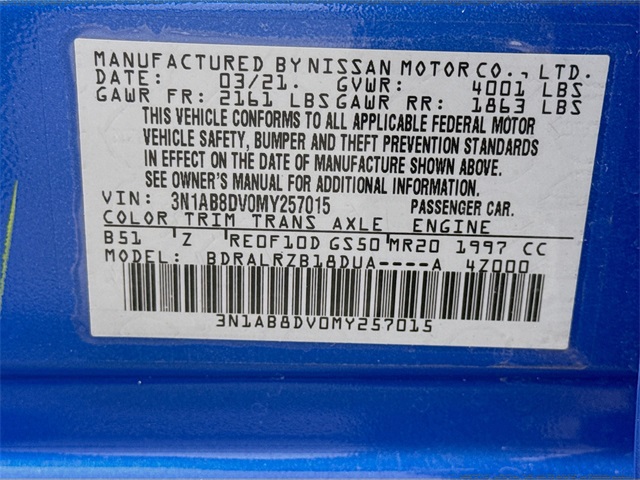 MANUFACTURED BY NISSAN MOTOR CO., LTD.
DATE: 03/21. GVWR: 4001 LBS
GAWR FR: 2161 LBS GAWR RR: 1863 LBS
THIS VEHICLE CONFORMS TO ALL APPLICABLE FEDERAL MOTOR
VEHICLE SAFETY, BUMPER AND THEFT PREVENTION STANDARDS
IN EFFECT ON THE DATE OF MANUFACTURE SHOWN ABOVE.
SEE OWNER'S MANUAL FOR ADDITIONAL INFORMATION.
VIN: 3N1AB8DV0MY257015 PASSENGER CAR.
COLOR TRIM TRANS AXLE ENGINE
B51 Z RE0F10D GS50 MR20 1997 CC
MODEL: BDRALRZB18DUA----A 4Z000
3N1AB8DV0MY257015